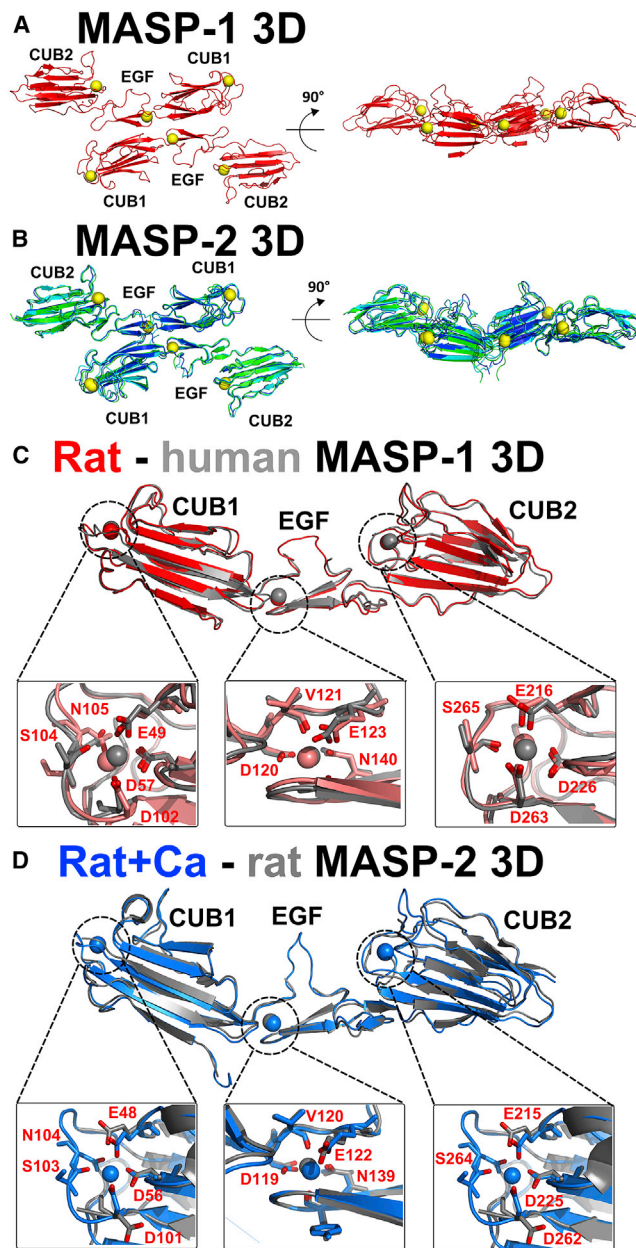 A MASP-1 3D
CUB2 EGF CUB1
90°
CUB1 EGF CUB2
B MASP-2 3D
CUB2 EGF CUB1
90°
CUB1 EGF CUB2
C Rat - human MASP-1 3D
CUB1 EGF CUB2
N105
S104 E49
D57
D102
V121
E123
D120 N140
E216
S265
D226
D263
D Rat+Ca - rat MASP-2 3D
CUB1 EGF CUB2
E48
N104
S103
D56
D101
V120
E122
D119 N139
E215
S264
D225
D262